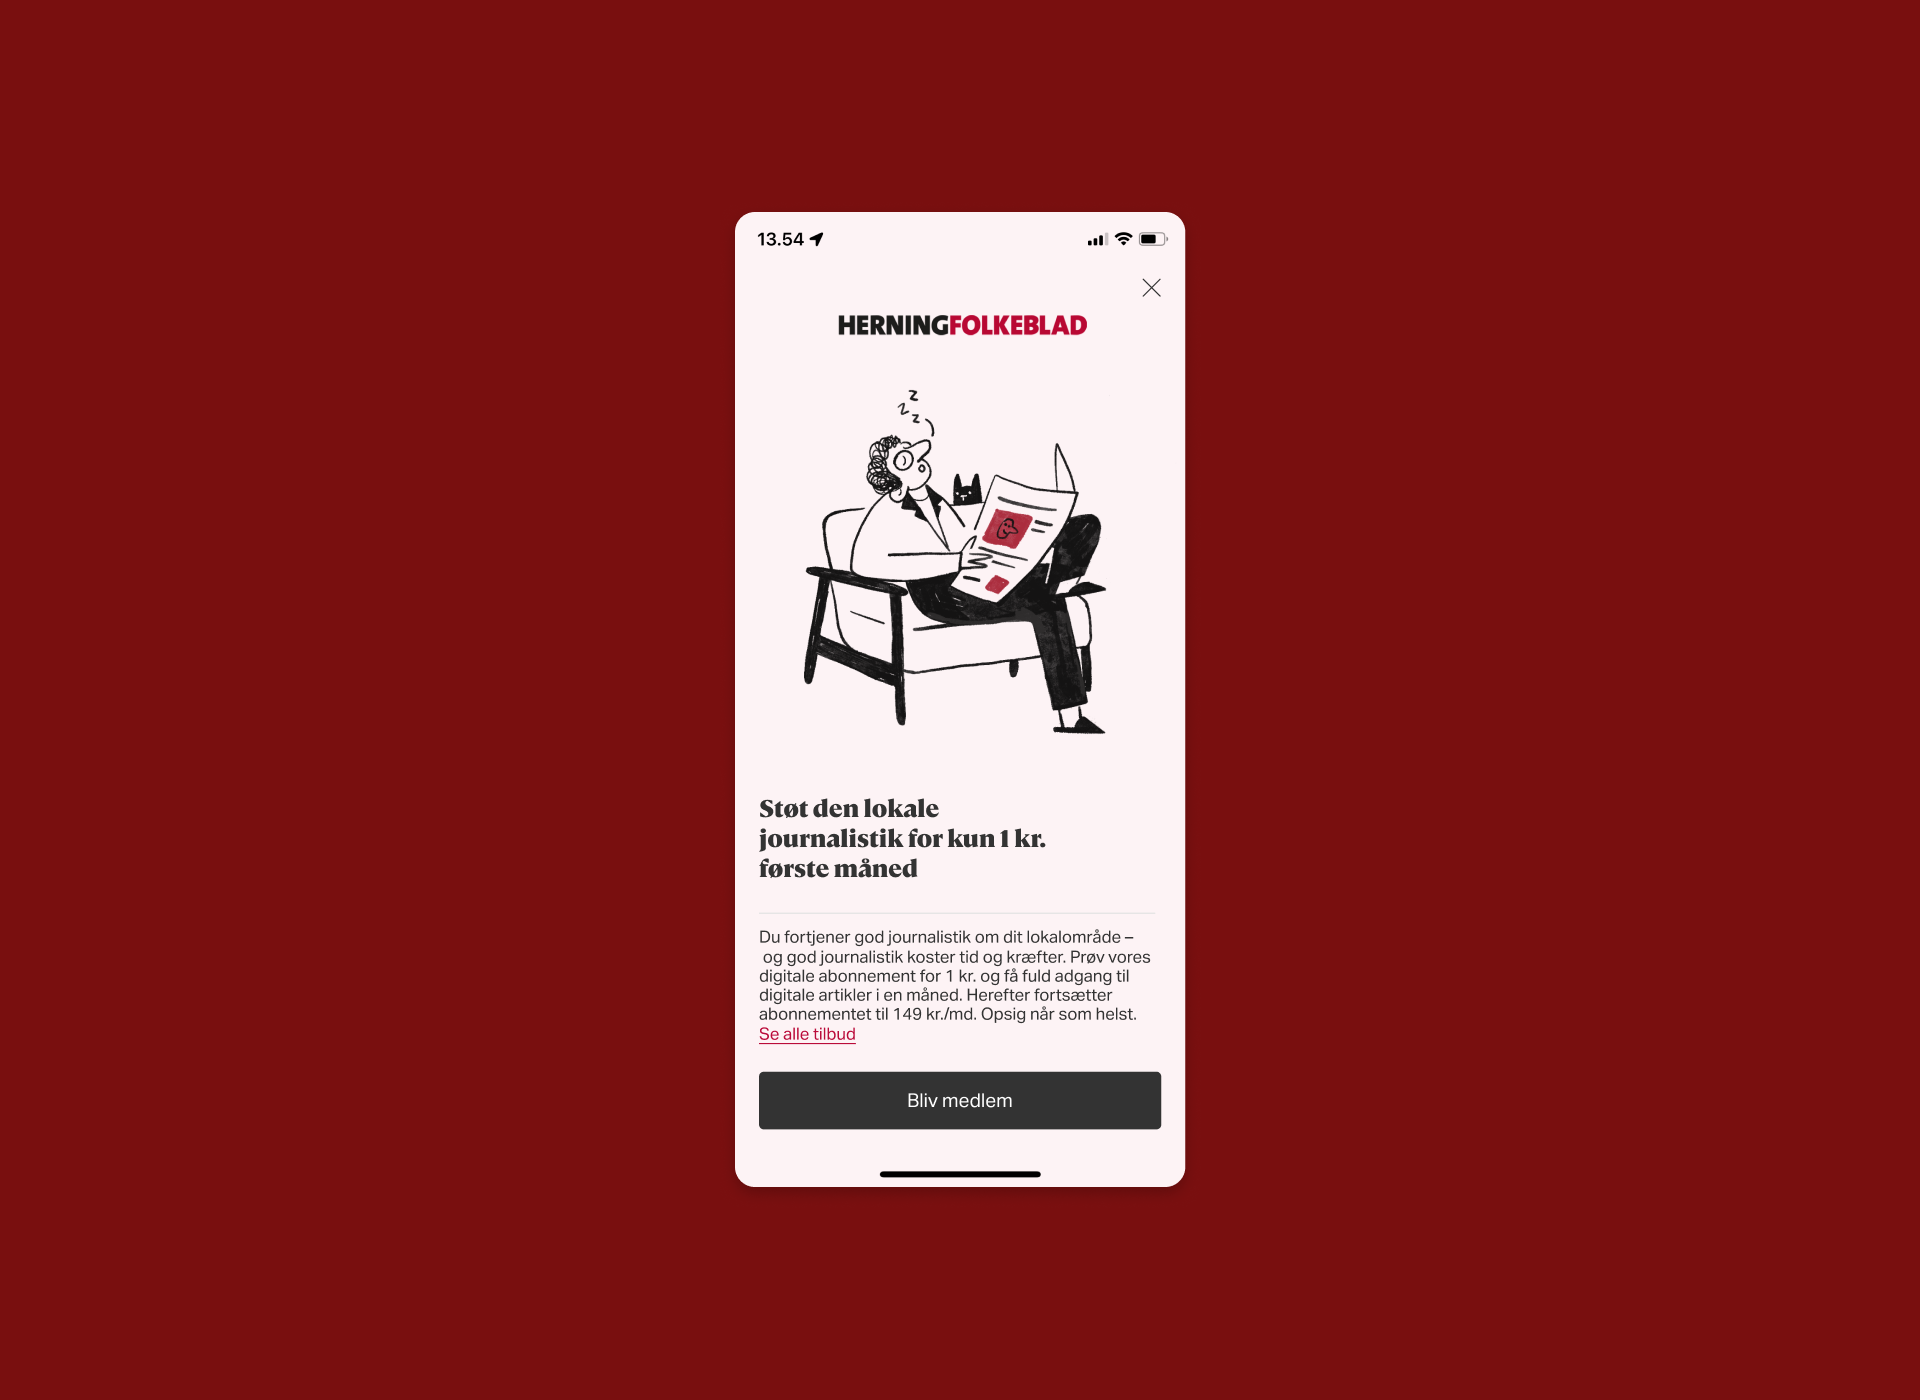 13.54
HERNINGFOLKEBLAD
z
z
z
Støt den lokale
journalistik for kun 1 kr.
første måned
Du fortjener god journalistik om dit lokalområde –
og god journalistik koster tid og kræfter. Prøv vores
digitale abonnement for 1 kr. og få fuld adgang til
digitale artikler i en måned. Herefter fortsætter
abonnementet til 149 kr./md. Opsig når som helst.
Se alle tilbud
Bliv medlem